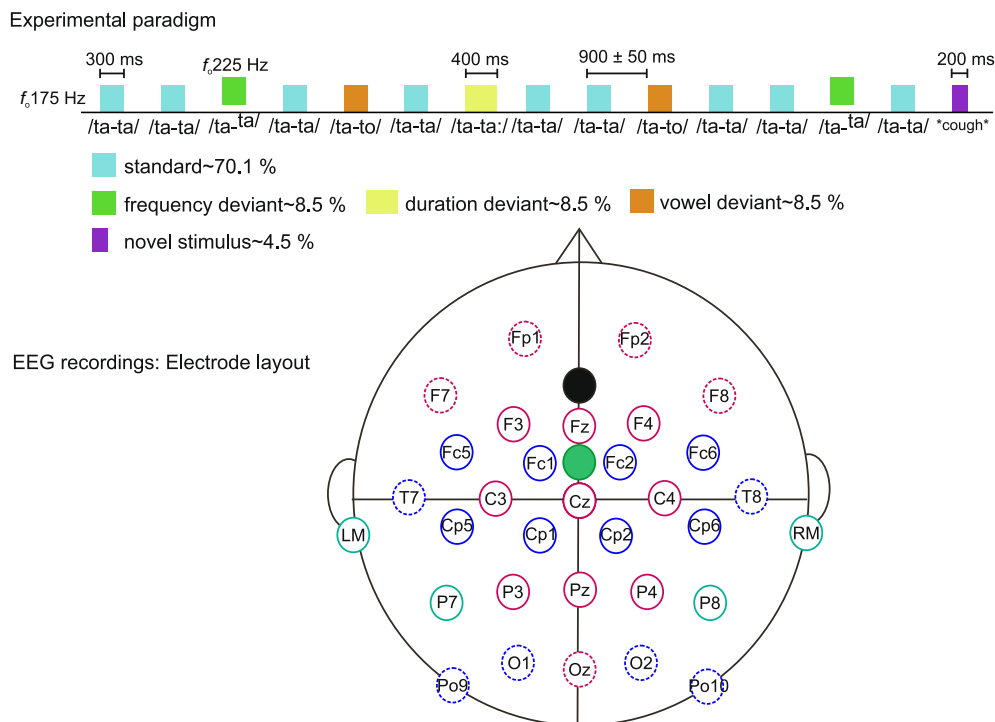 Experimental paradigm
300 ms
fₒ225 Hz
400 ms
900 ± 50 ms
200 ms
fₒ175 Hz
/ta-ta/ /ta-ta/ /ta-ta/ /ta-ta/ /ta-to/ /ta-ta/ /ta-ta:/ /ta-ta/ /ta-ta/ /ta-to/ /ta-ta/ /ta-ta/ /ta-ta/ /ta-ta/ *cough*
standard~70.1 %
frequency deviant~8.5 % duration deviant~8.5 % vowel deviant~8.5 %
novel stimulus~4.5 %
Fp1 Fp2
EEG recordings: Electrode layout
F7 F8
F3 Fz F4
Fc5 Fc1 Fc2 Fc6
T7 C3 Cz C4 T8
Cp5 Cp1 Cp2 Cp6
LM RM
P7 P3 Pz P4 P8
O1 Oz O2
Po9 Po10